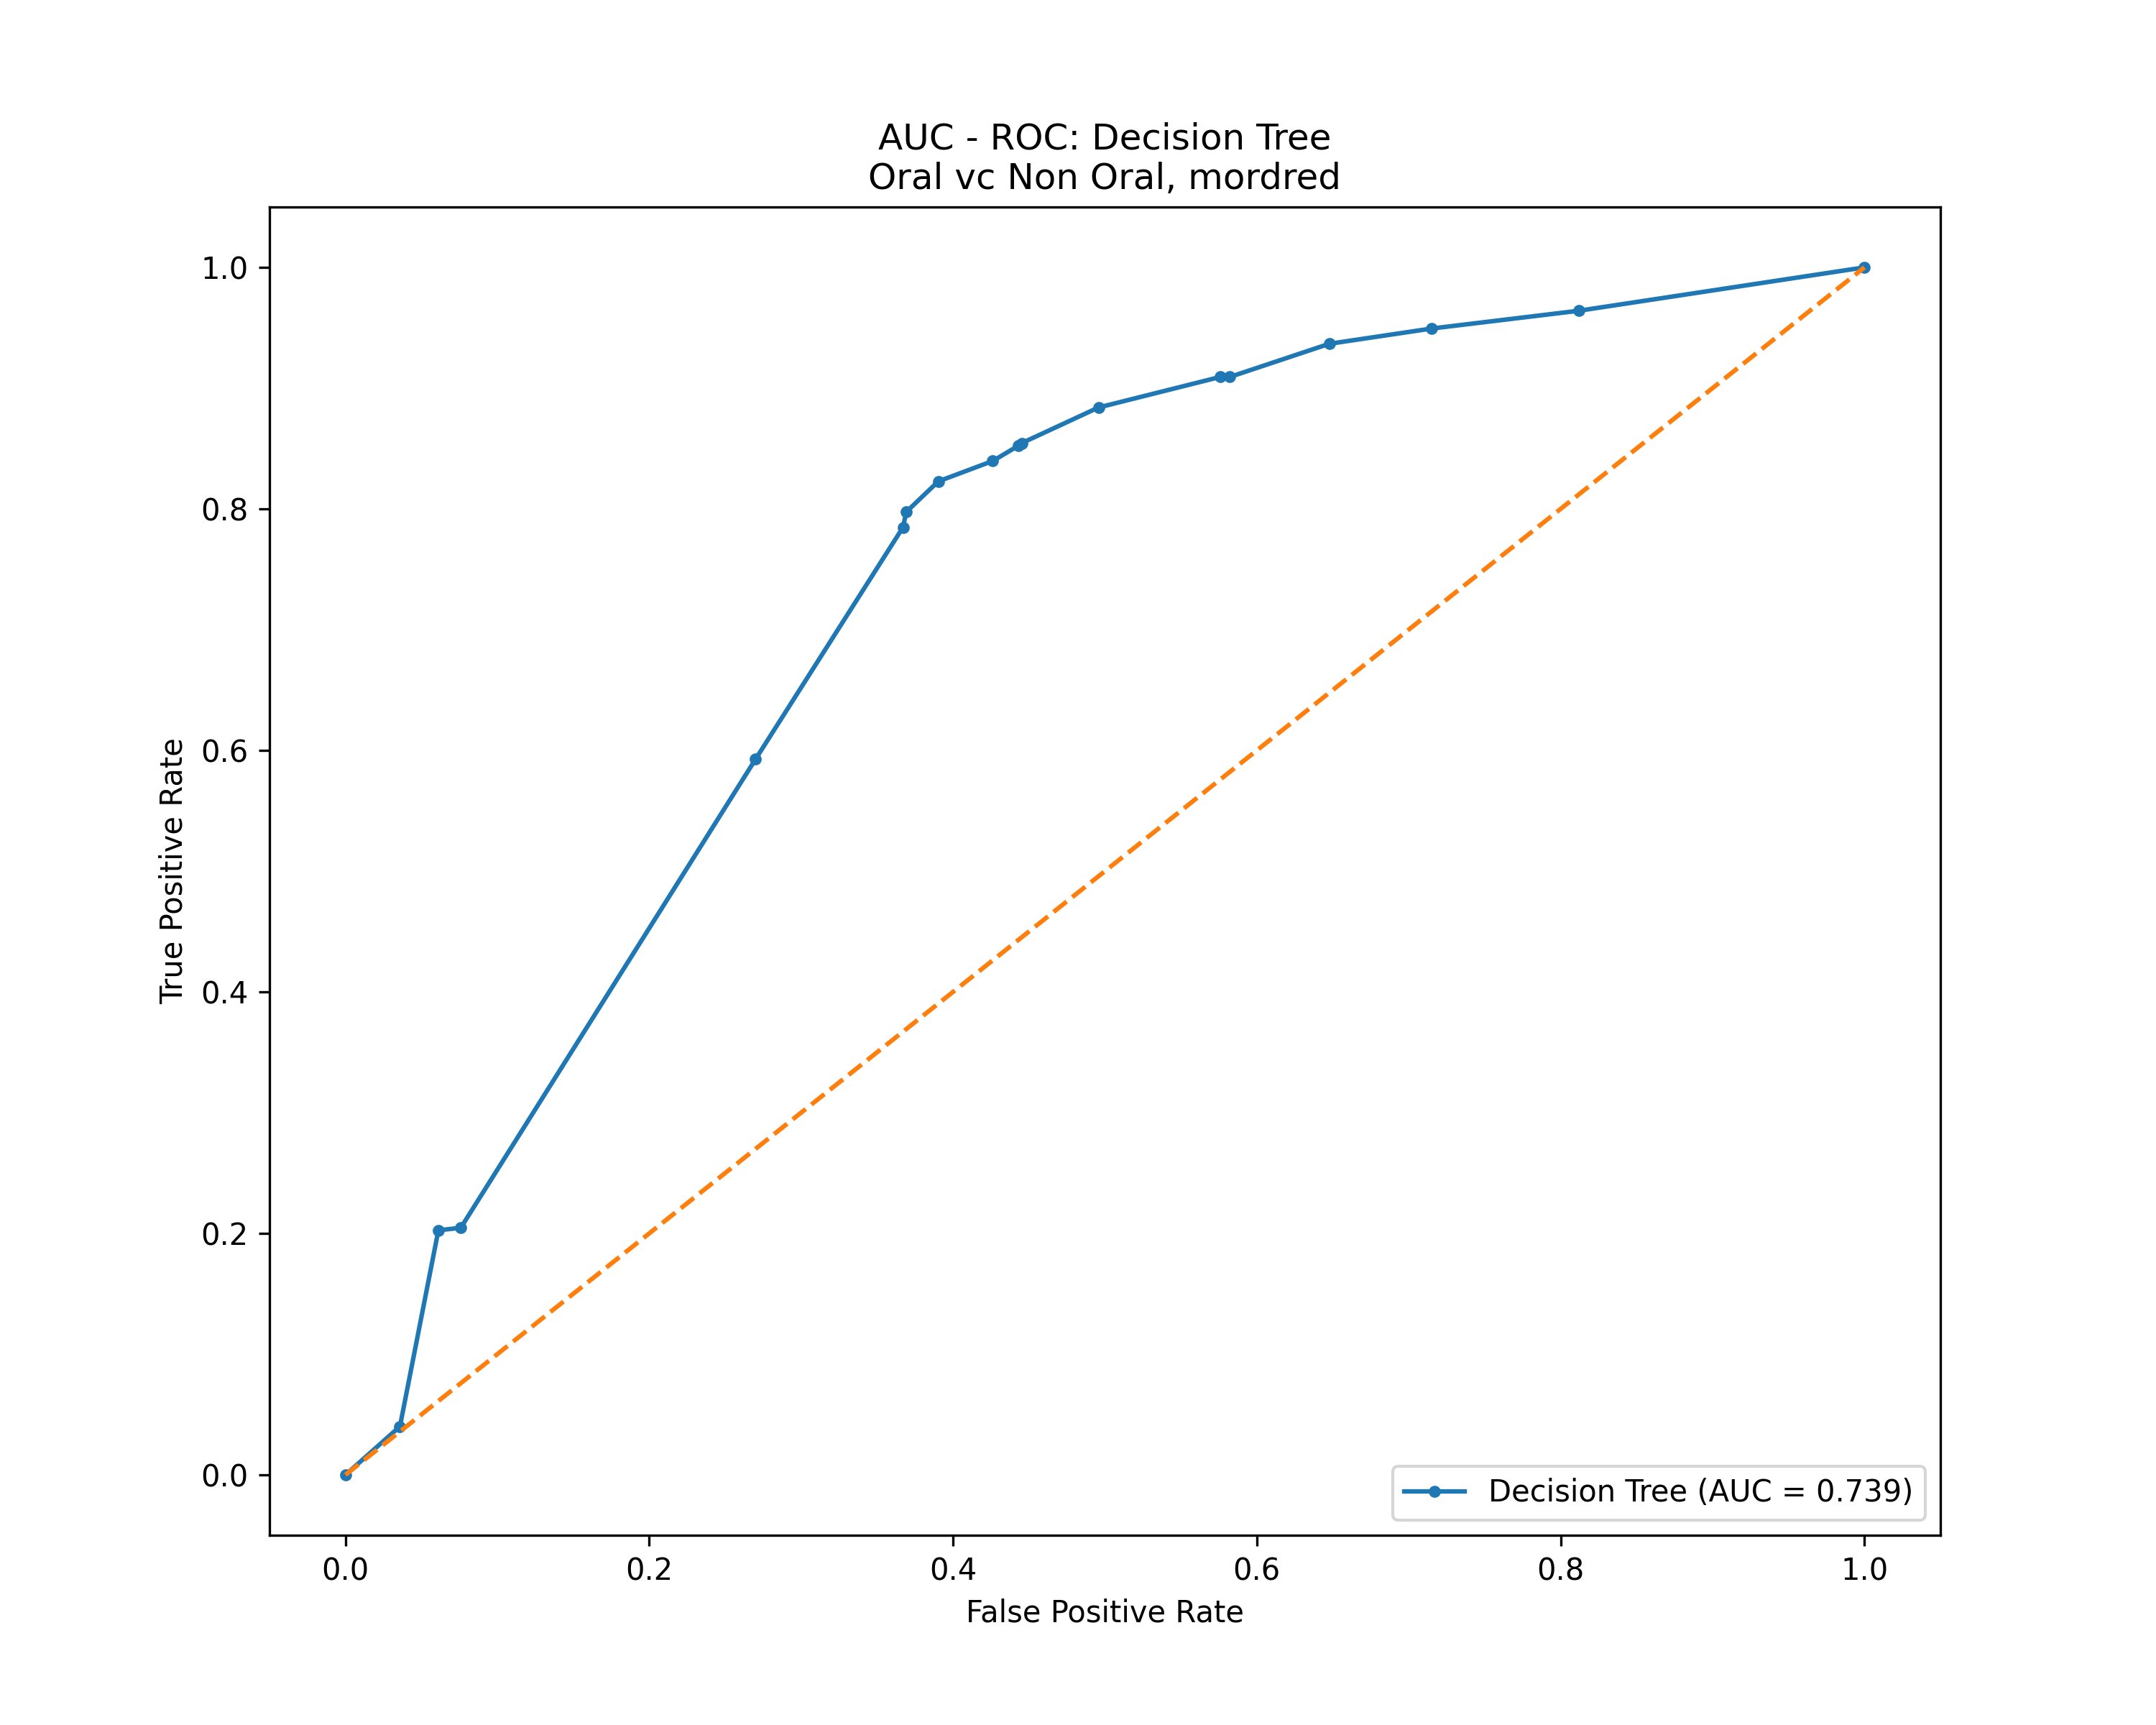 AUC - ROC: Decision Tree
Oral vc Non Oral, mordred
True Positive Rate
1.0
0.8
0.6
0.4
0.2
0.0
Decision Tree (AUC = 0.739)
0.0 0.2 0.4 0.6 0.8 1.0
False Positive Rate